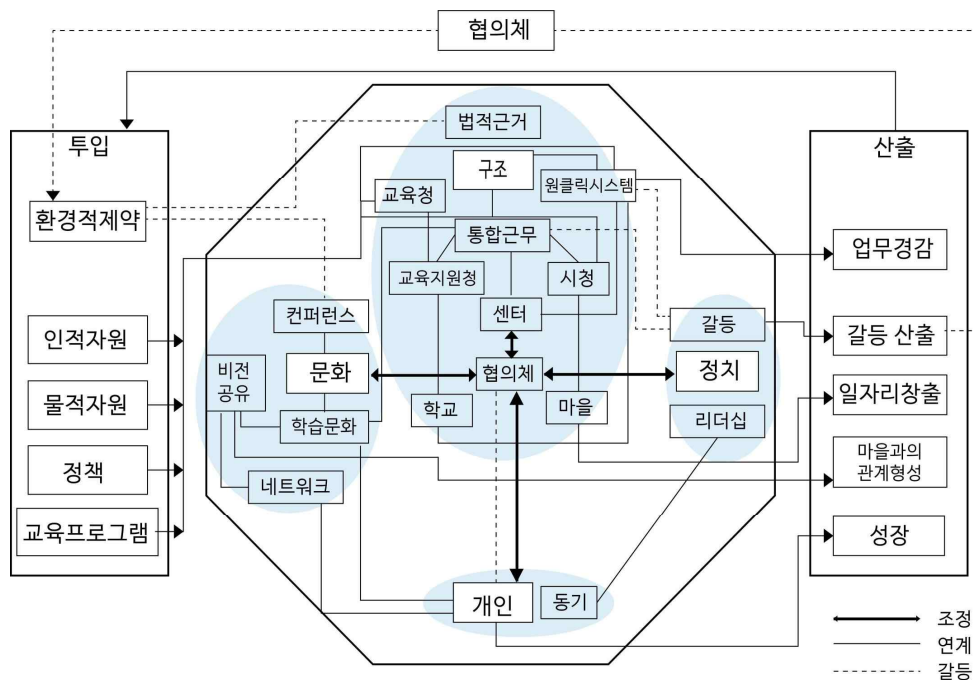 협의체
투입
환경적제약
인적자원
물적자원
정책
교육프로그램
법적근거
구조
교육청
원클릭시스템
통합근무
교육지원청
시청
센터
컨퍼런스
갈등
비전
공유
문화
협의체
정치
학교
마을
학습문화
리더십
네트워크
개인
동기
산출
업무경감
갈등 산출
일자리창출
마을과의
관계형성
성장
조정
연계
갈등